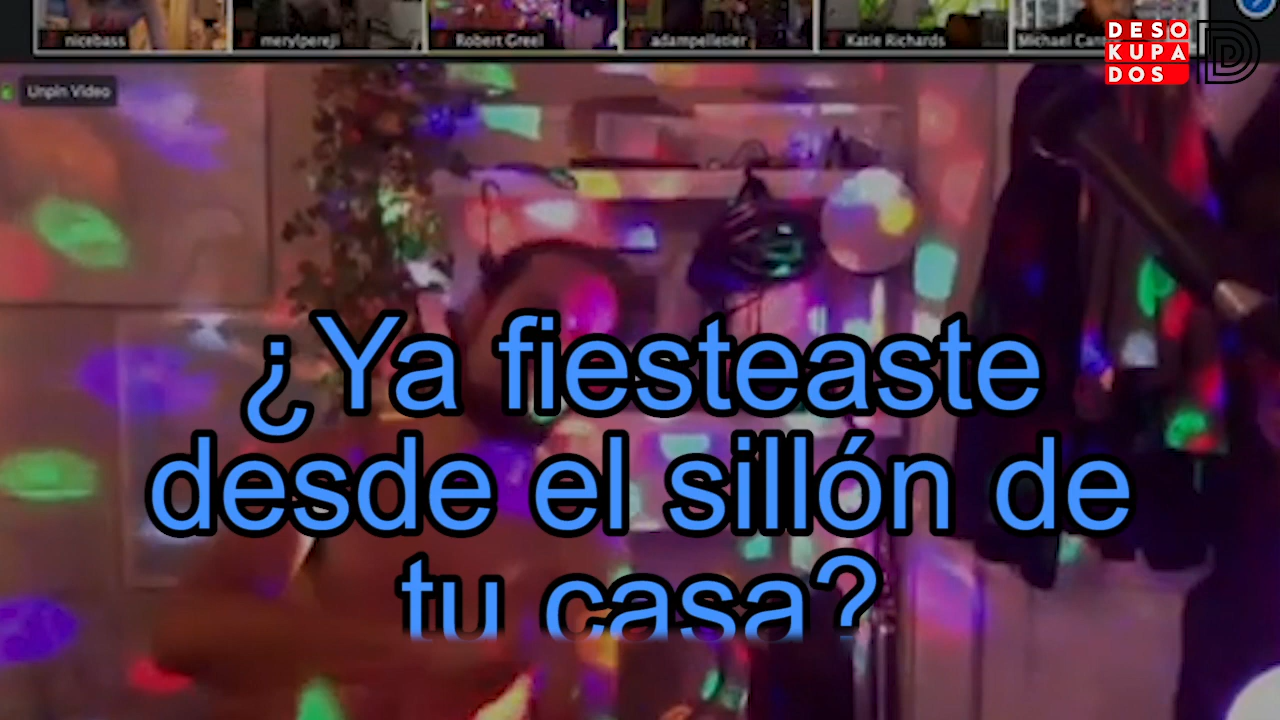 nicebass
merylpereji
Robert Greel
adampelletier
Katie Richards
Michael
DESO
KUPA
DOS
Unpin Video
¿Ya fiesteaste
desde el sillón de
tu casa?